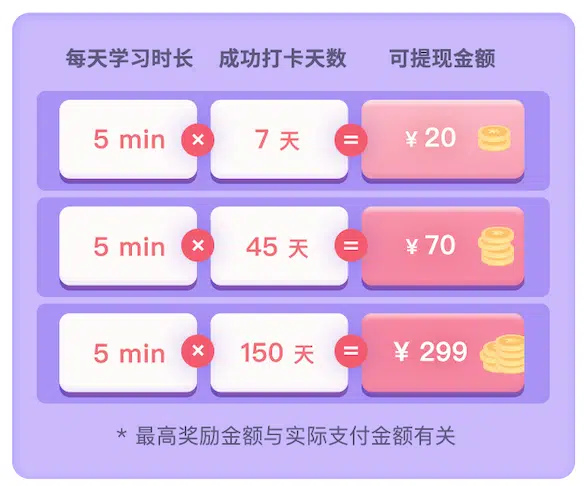 每天学习时长 成功打卡天数 可提现金额
5 min × 7 天 = ¥ 20
5 min × 45 天 = ¥ 70
5 min × 150 天 = ¥ 299
* 最高奖励金额与实际支付金额有关